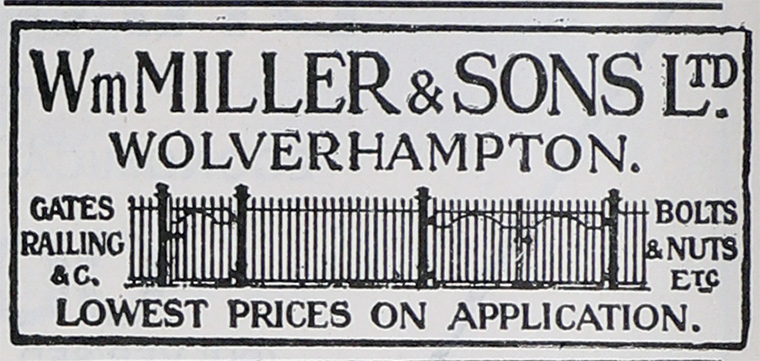 Wm MILLER & SONS LTD.
WOLVERHAMPTON.
GATES
RAILING
& C.
BOLTS
& NUTS
ETC
LOWEST PRICES ON APPLICATION.